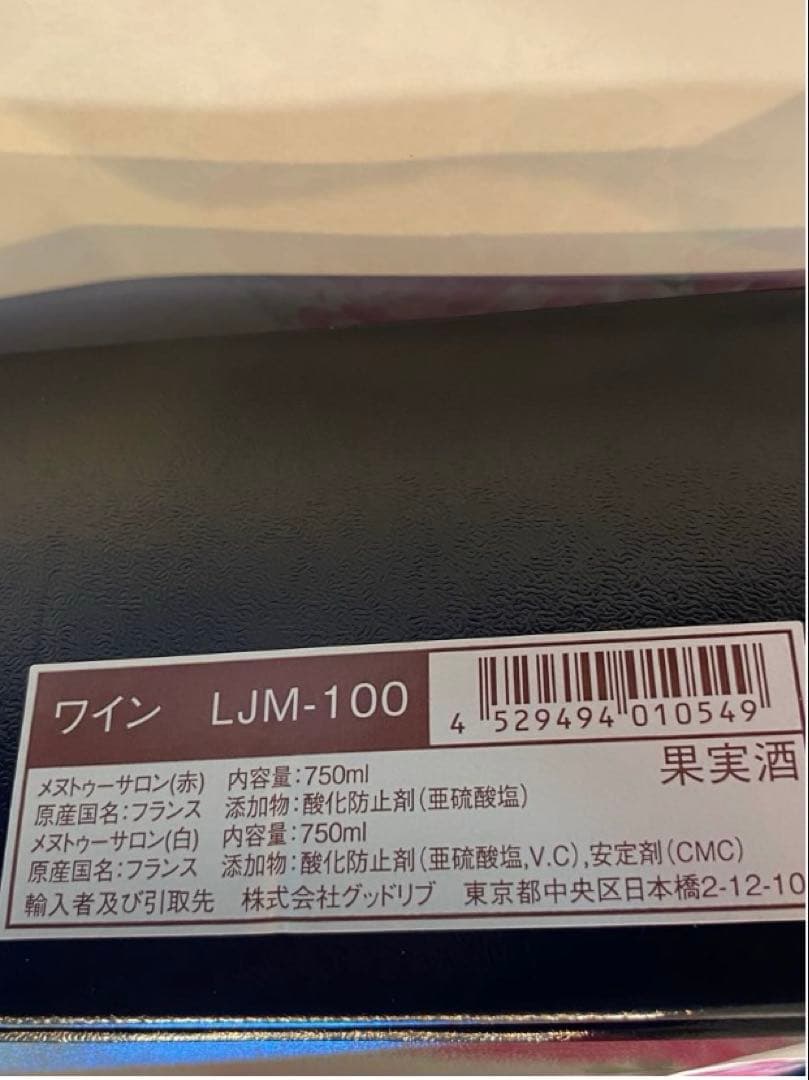 ワイン LJM-100
4 529494 010549
果実酒
メヌトゥーサロン(赤) 内容量:750ml
原産国名:フランス 添加物:酸化防止剤(亜硫酸塩)
メヌトゥーサロン(白) 内容量:750ml
原産国名:フランス 添加物:酸化防止剤(亜硫酸塩,V.C),安定剤(CMC)
輸入者及び引取先 株式会社グッドリブ 東京都中央区日本橋2-12-10